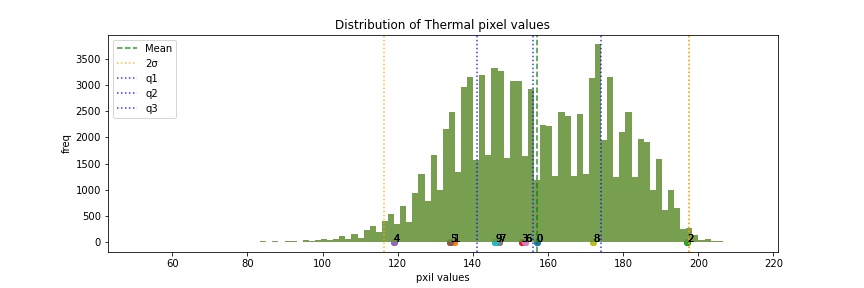 Distribution of Thermal pixel values
Mean
2σ
q1
q2
q3
freq
3500
3000
2500
2000
1500
1000
500
0
4 5 1 9 7 3 6 0 8 2
60 80 100 120 140 160 180 200 220
pxil values